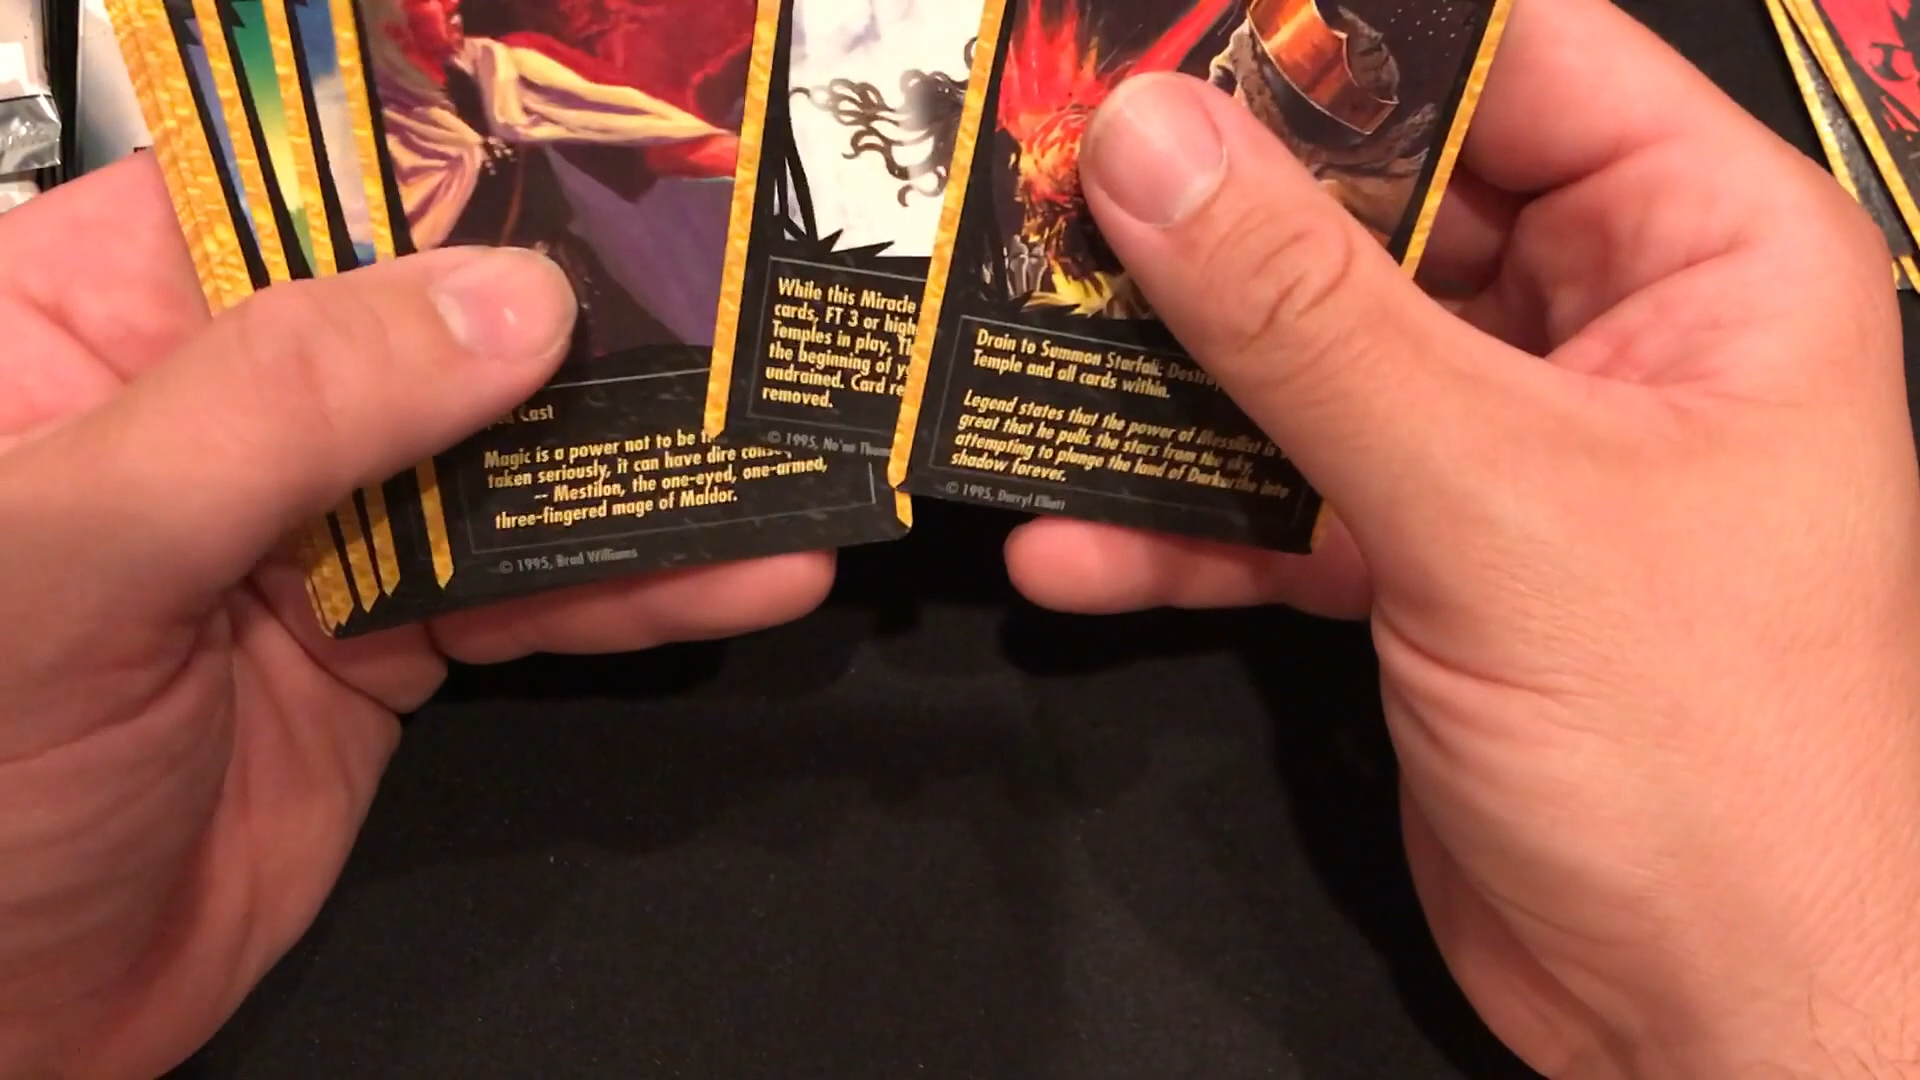 Cast
Magic is a power not to be
taken seriously, it can have dire
-- Mestilon, the one-eyed, one-armed,
three-fingered mage of Maldor.
© 1995, Brad Williams
While this Miracle
cards, FT 3 or high
Temples in play.
the beginning of
undrained. Card
removed.
© 1995,
Drain to Summon Starfall: Destroy
Temple and all cards within.
Legend states that the power of
great that he pulls the stars from the sky,
attempting to plunge the land of Darkurthe into
shadow forever.
© 1995, Darryl Elliott